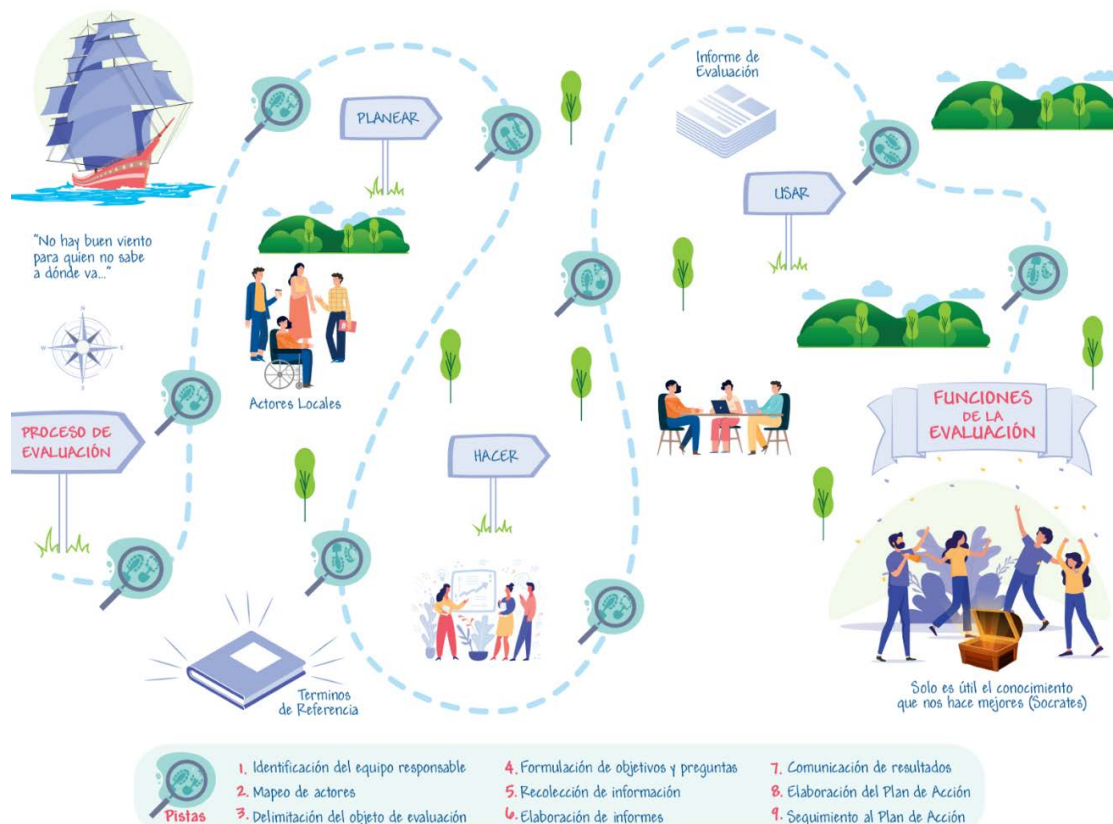 Informe de
Evaluación
PLANEAR
USAR
"No hay buen viento
para quien no sabe
a dónde va..."
N
W
E
S
Actores Locales
PROCESO DE
EVALUACIÓN
HACER
FUNCIONES
DE LA
EVALUACIÓN
Terminos
de Referencia
Solo es útil el conocimiento
que nos hace mejores (Socrates)
Pistas
1. Identificación del equipo responsable
2. Mapeo de actores
3. Delimitación del objeto de evaluación
4. Formulación de objetivos y preguntas
5. Recolección de información
6. Elaboración de informes
7. Comunicación de resultados
8. Elaboración del Plan de Acción
9. Seguimiento al Plan de Acción